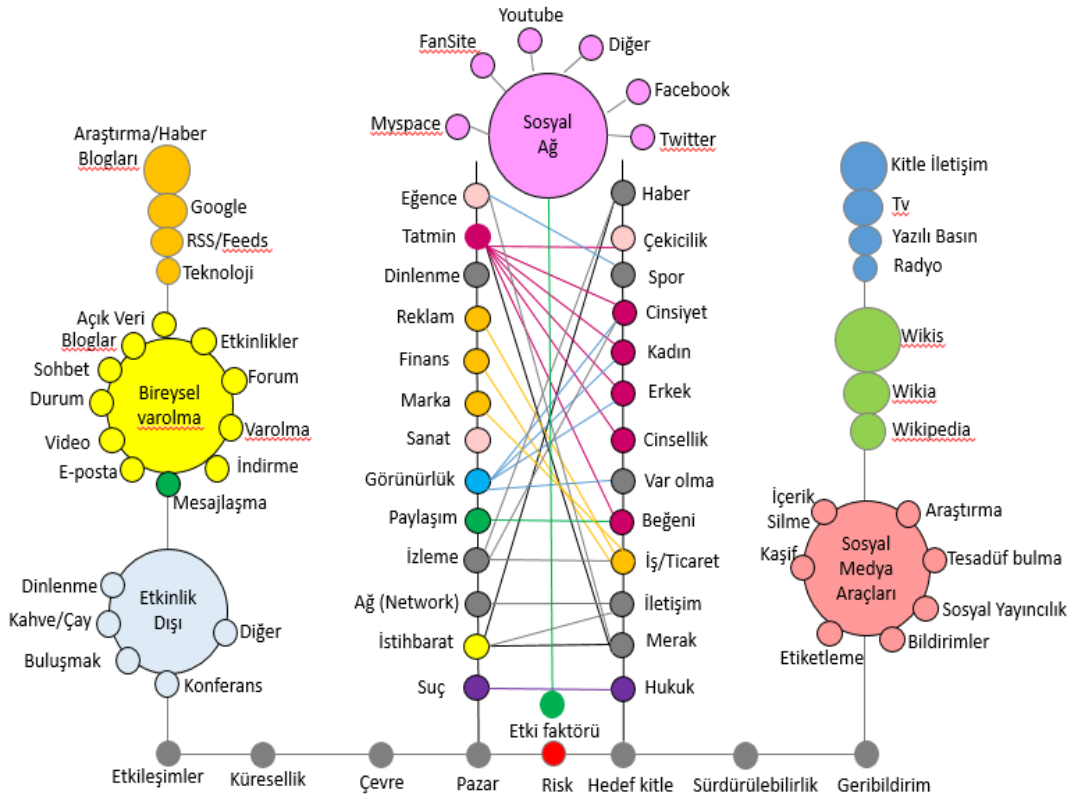 Youtube
FanSite
Diğer
Facebook
Myspace
Sosyal
Ağ
Twitter
Araştırma/Haber
Blogları
Google
RSS/Feeds
Teknoloji
Açık Veri
Bloglar
Etkinlikler
Sohbet
Forum
Durum
Bireysel
varolma
Varolma
Video
İndirme
E-posta
Mesajlaşma
Dinlenme
Etkinlik
Dışı
Kahve/Çay
Diğer
Buluşmak
Konferans
Eğence
Tatmin
Dinlenme
Reklam
Finans
Marka
Sanat
Görünürlük
Paylaşım
İzleme
Ağ (Network)
İstihbarat
Suç
Haber
Çekicilik
Spor
Cinsiyet
Kadın
Erkek
Cinsellik
Var olma
Beğeni
İş/Ticaret
İletişim
Merak
Hukuk
Etki faktörü
Kitle İletişim
Tv
Yazılı Basın
Radyo
Wikis
Wikia
Wikipedia
İçerik
Silme
Araştırma
Kaşif
Sosyal
Medya
Araçları
Tesadüf bulma
Sosyal Yayıncılık
Etiketleme
Bildirimler
Etkileşimler
Küresellik
Çevre
Pazar
Risk
Hedef kitle
Sürdürülebilirlik
Geribildirim